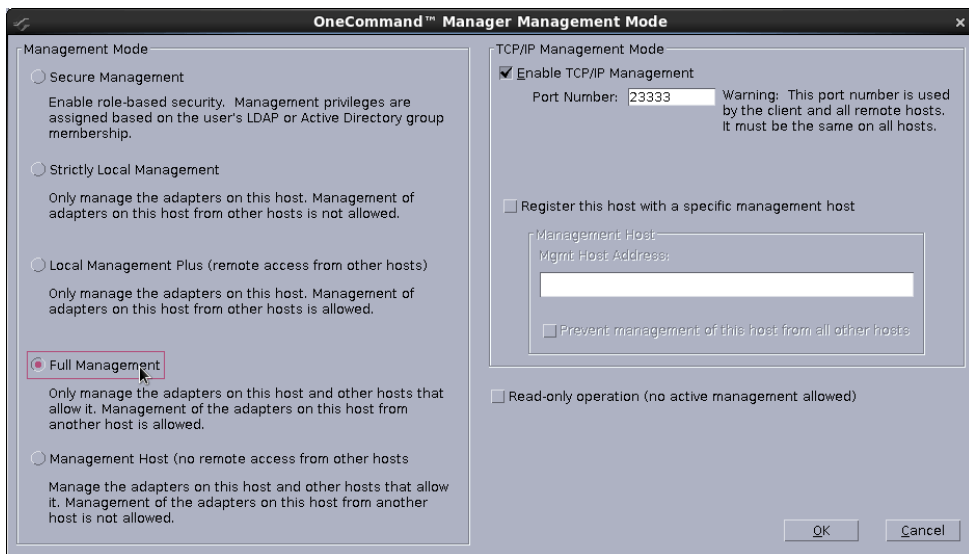 OneCommand™ Manager Management Mode
Management Mode
Secure Management
Enable role-based security. Management privileges are
assigned based on the user's LDAP or Active Directory group
membership.
Strictly Local Management
Only manage the adapters on this host. Management of
adapters on this host from other hosts is not allowed.
Local Management Plus (remote access from other hosts)
Only manage the adapters on this host. Management of
adapters on this host from other hosts is allowed.
Full Management
Only manage the adapters on this host and other hosts that
allow it. Management of the adapters on this host from
another host is allowed.
Management Host (no remote access from other hosts
Manage the adapters on this host and other hosts that allow
it. Management of the adapters on this host from another
host is not allowed.
TCP/IP Management Mode
Enable TCP/IP Management
Port Number: 23333
Warning: This port number is used
by the client and all remote hosts.
It must be the same on all hosts.
Register this host with a specific management host
Management Host
Mgmt Host Address:
Prevent management of this host from all other hosts
Read-only operation (no active management allowed)
OK
Cancel